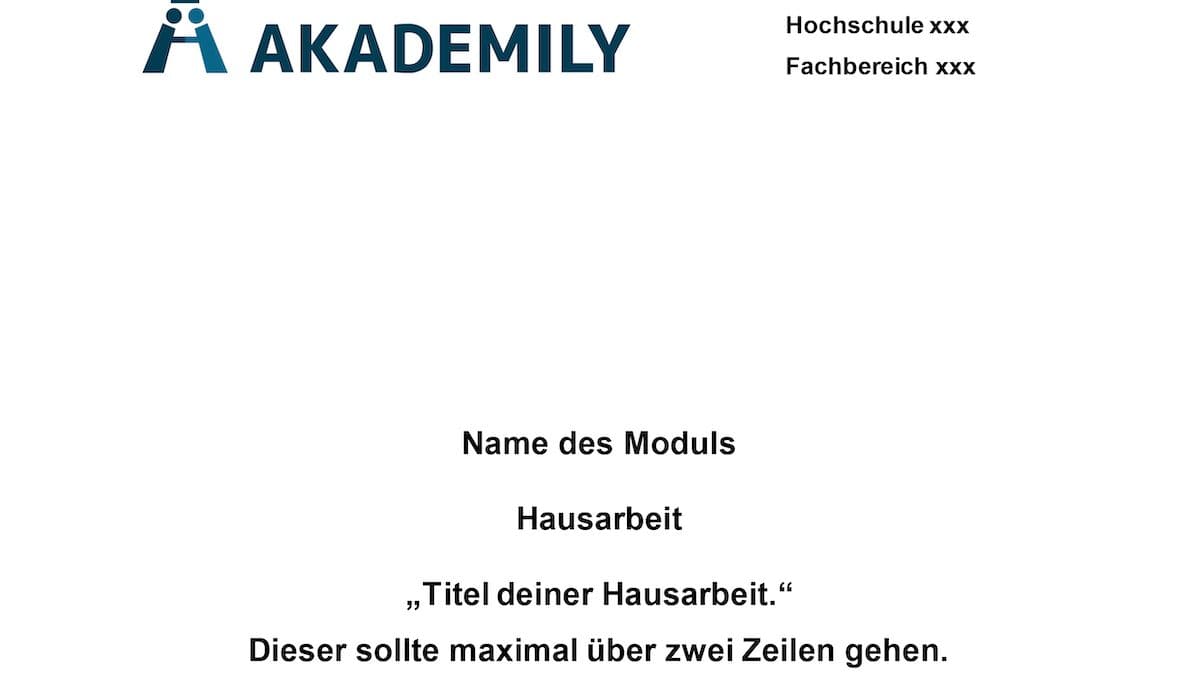 AKADEMILY
Hochschule xxx
Fachbereich xxx
Name des Moduls
Hausarbeit
„Titel deiner Hausarbeit.“
Dieser sollte maximal über zwei Zeilen gehen.